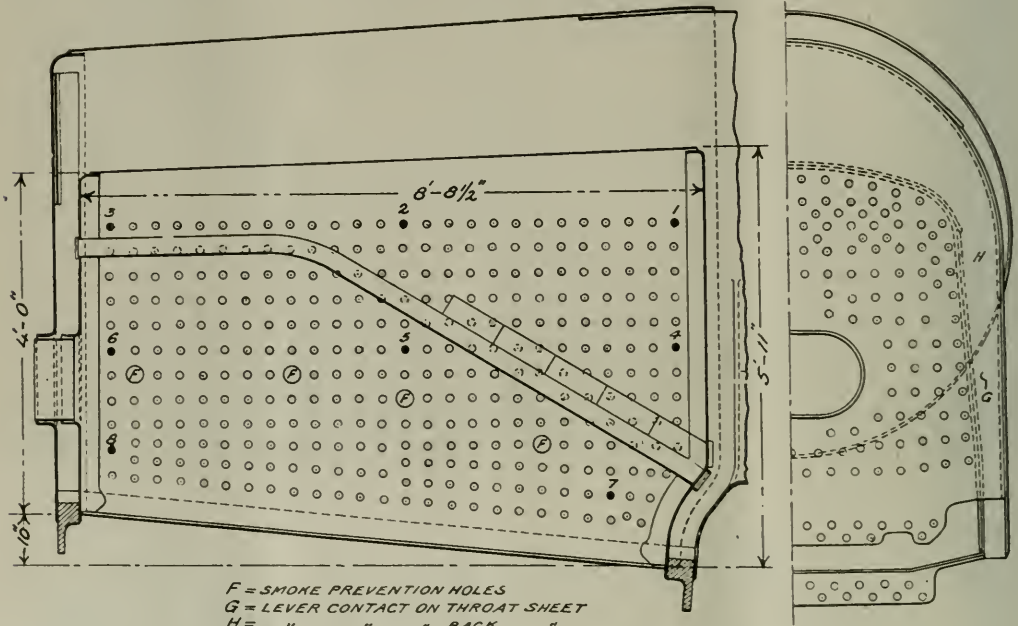 8'-8½"
3
2
1
6
5
4
8
7
F
F
F
F
4'-0"
10"
5'-11"
H
G
F = SMOKE PREVENTION HOLES
G = LEVER CONTACT ON THROAT SHEET
H = " " " BACK "